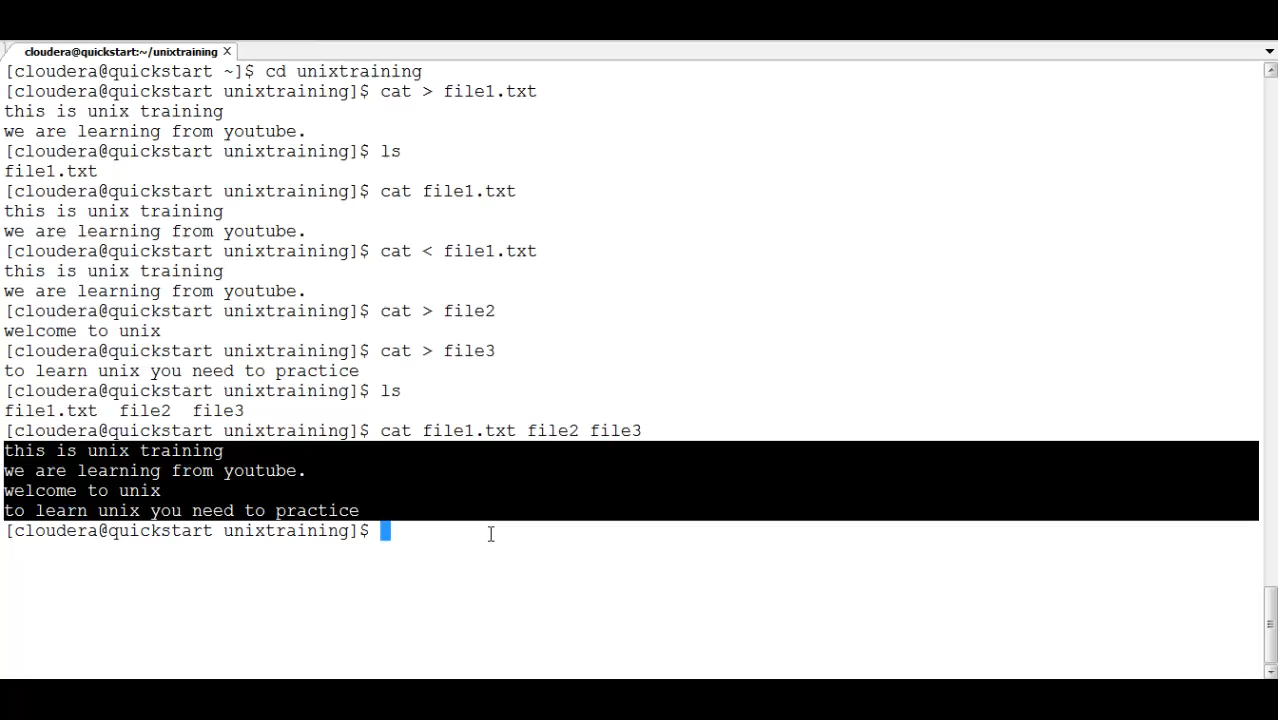 cloudera@quickstart:~/unixtraining X
[cloudera@quickstart ~]$ cd unixtraining
[cloudera@quickstart unixtraining]$ cat > file1.txt
this is unix training
we are learning from youtube.
[cloudera@quickstart unixtraining]$ ls
file1.txt
[cloudera@quickstart unixtraining]$ cat file1.txt
this is unix training
we are learning from youtube.
[cloudera@quickstart unixtraining]$ cat < file1.txt
this is unix training
we are learning from youtube.
[cloudera@quickstart unixtraining]$ cat > file2
welcome to unix
[cloudera@quickstart unixtraining]$ cat > file3
to learn unix you need to practice
[cloudera@quickstart unixtraining]$ ls
file1.txt  file2  file3
[cloudera@quickstart unixtraining]$ cat file1.txt file2 file3
this is unix training
we are learning from youtube.
welcome to unix
to learn unix you need to practice
[cloudera@quickstart unixtraining]$